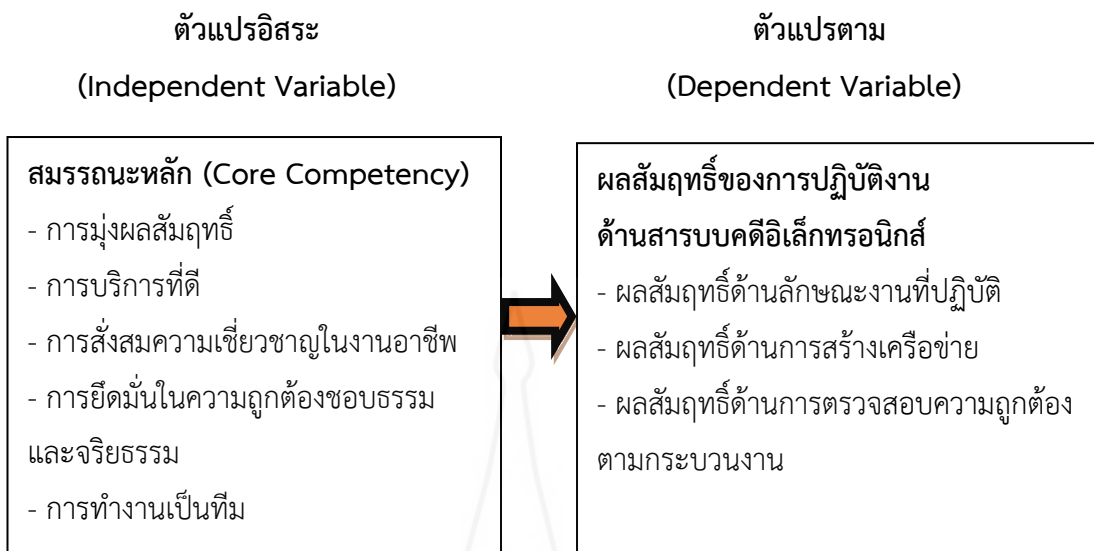 ตัวแปรอิสระ
(Independent Variable)
สมรรถนะหลัก (Core Competency)
- การมุ่งผลสัมฤทธิ์
- การบริการที่ดี
- การสั่งสมความเชี่ยวชาญในงานอาชีพ
- การยึดมั่นในความถูกต้องชอบธรรม
และจริยธรรม
- การทำงานเป็นทีม
ตัวแปรตาม
(Dependent Variable)
ผลสัมฤทธิ์ของการปฏิบัติงาน
ด้านสารบบคดีอิเล็กทรอนิกส์
- ผลสัมฤทธิ์ด้านลักษณะงานที่ปฏิบัติ
- ผลสัมฤทธิ์ด้านการสร้างเครือข่าย
- ผลสัมฤทธิ์ด้านการตรวจสอบความถูกต้อง
ตามกระบวนงาน